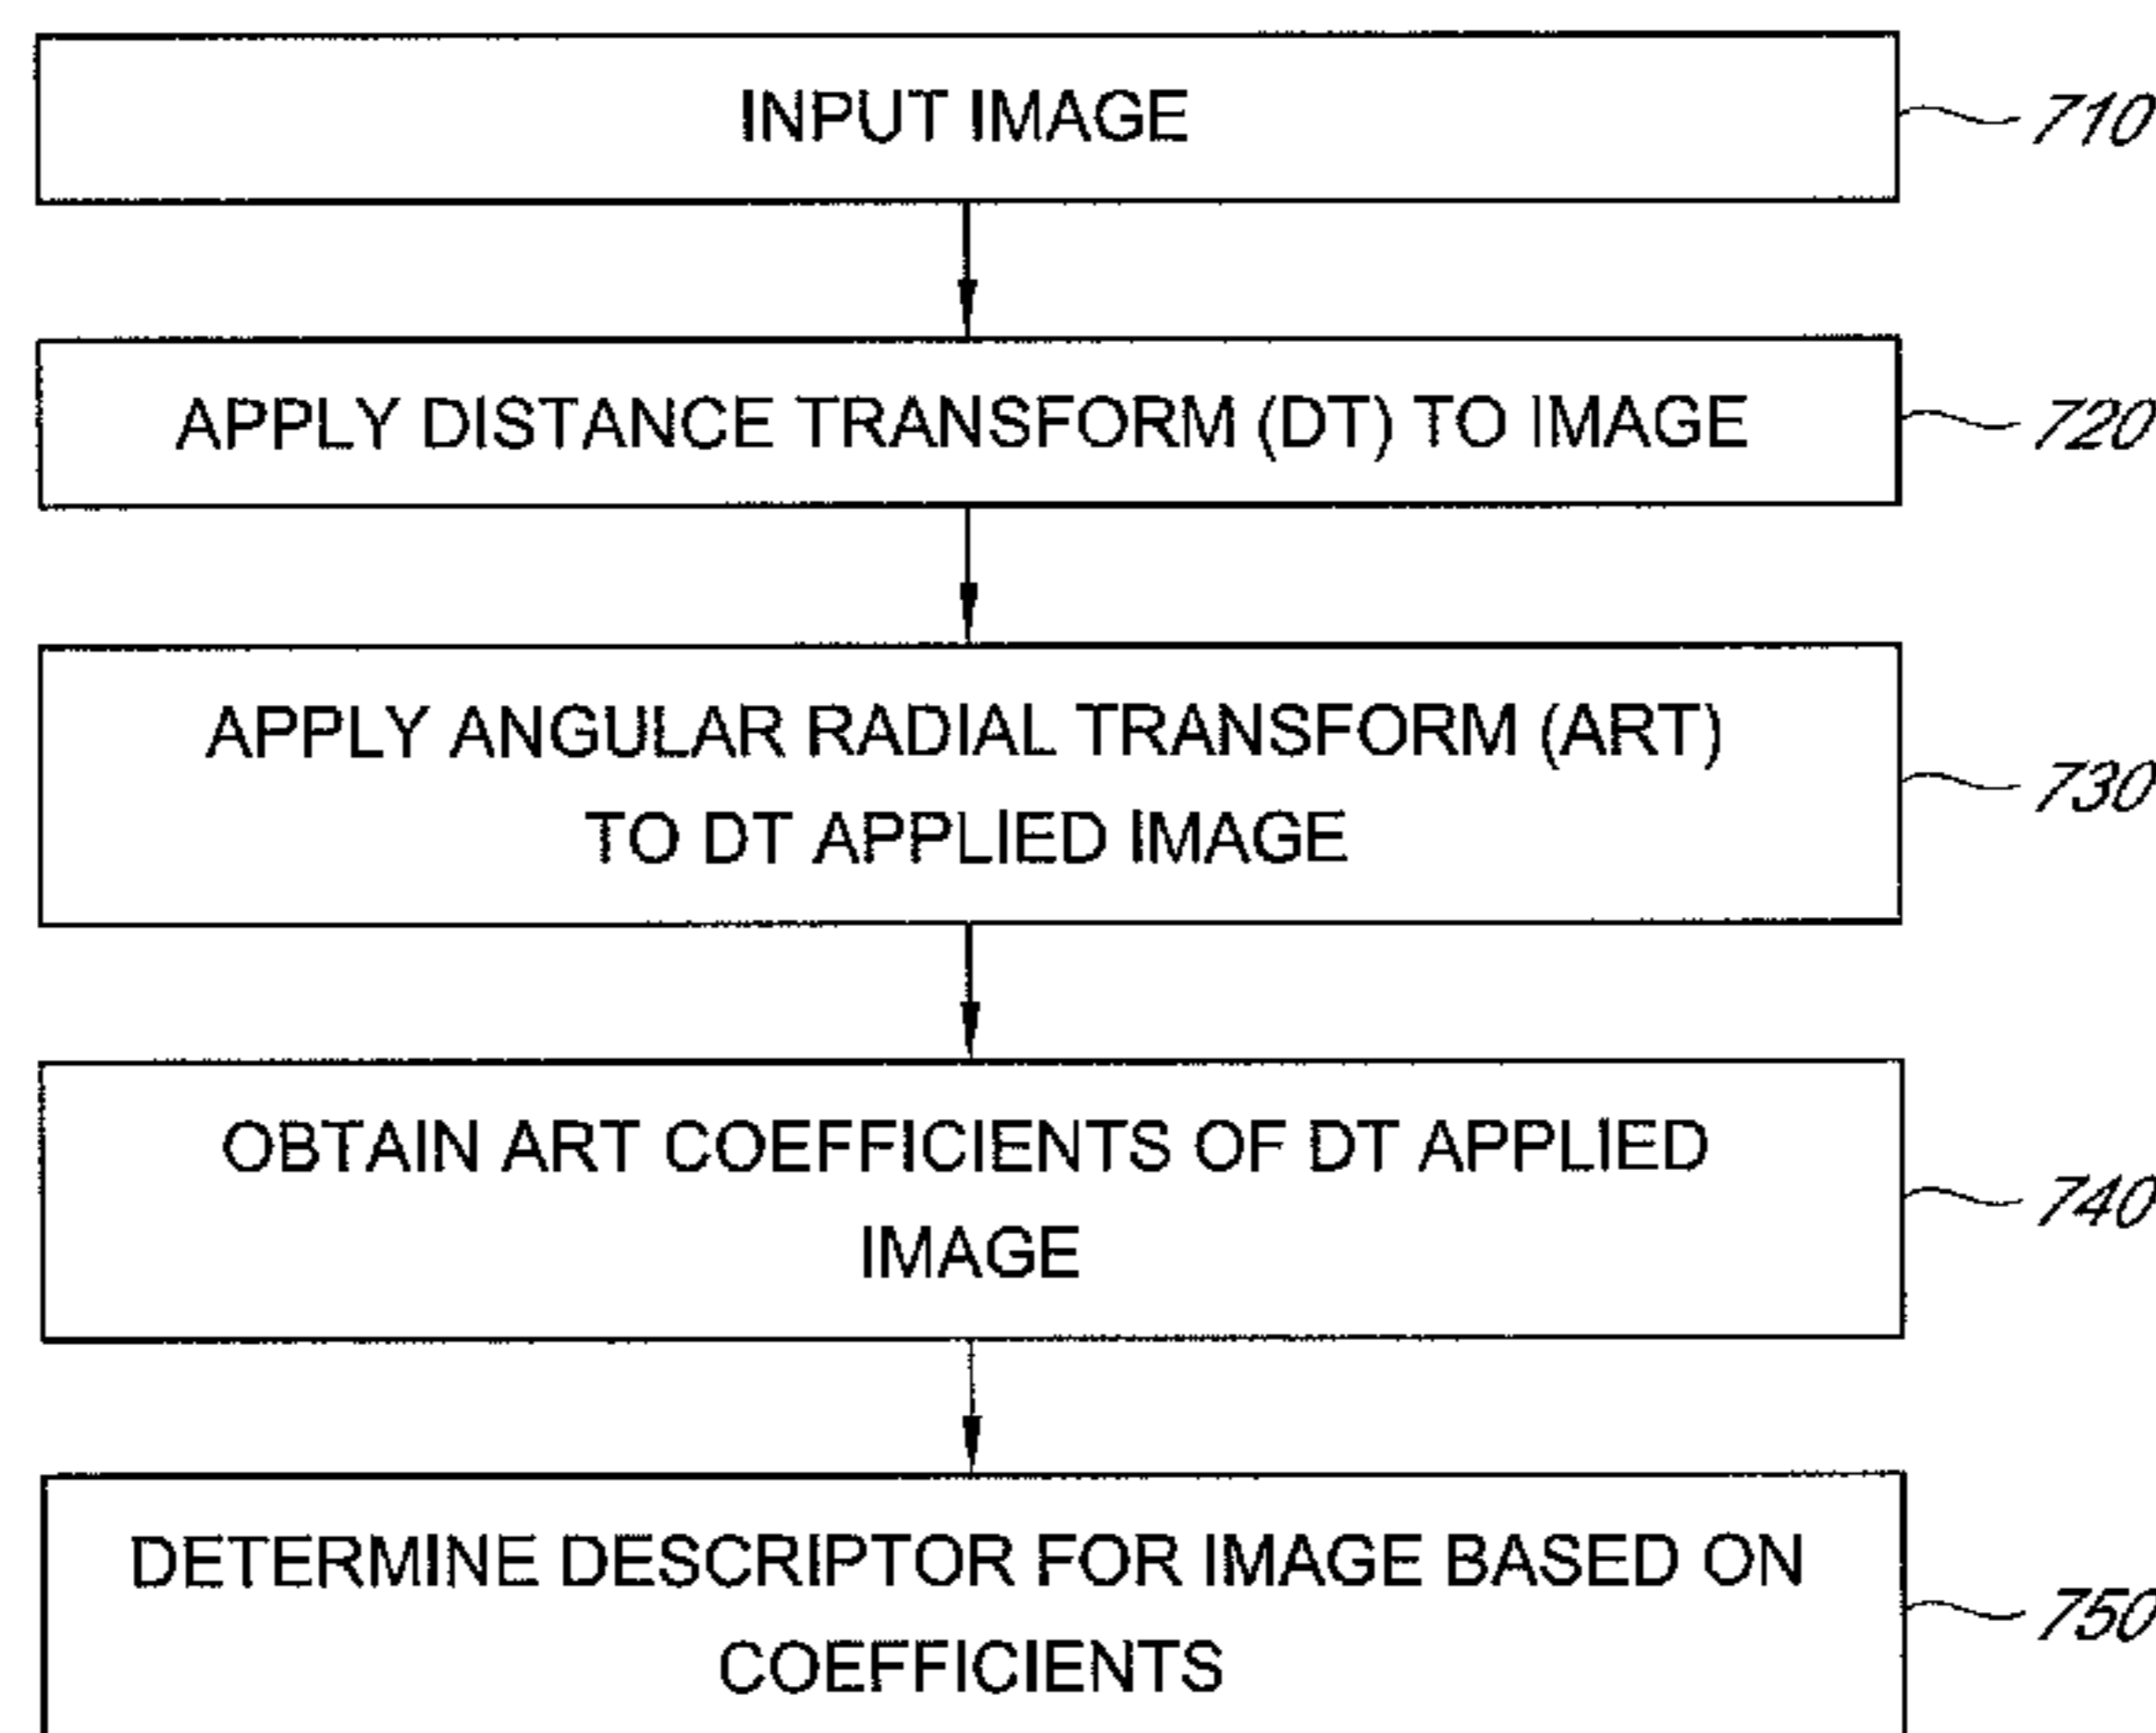 INPUT IMAGE
710
APPLY DISTANCE TRANSFORM (DT) TO IMAGE
720
APPLY ANGULAR RADIAL TRANSFORM (ART)
TO DT APPLIED IMAGE
730
OBTAIN ART COEFFICIENTS OF DT APPLIED
IMAGE
740
DETERMINE DESCRIPTOR FOR IMAGE BASED ON
COEFFICIENTS
750